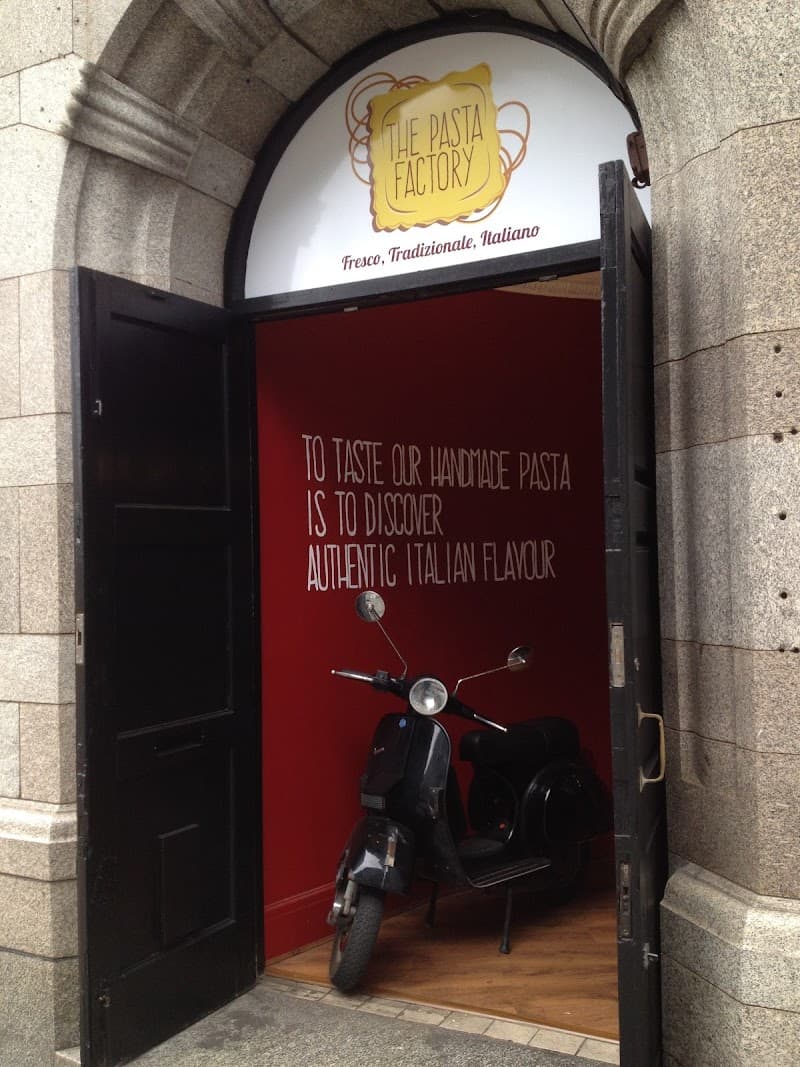 THE PASTA
FACTORY
Fresco, Tradizionale, Italiano
TO TASTE OUR HANDMADE PASTA
IS TO DISCOVER
AUTHENTIC ITALIAN FLAVOUR